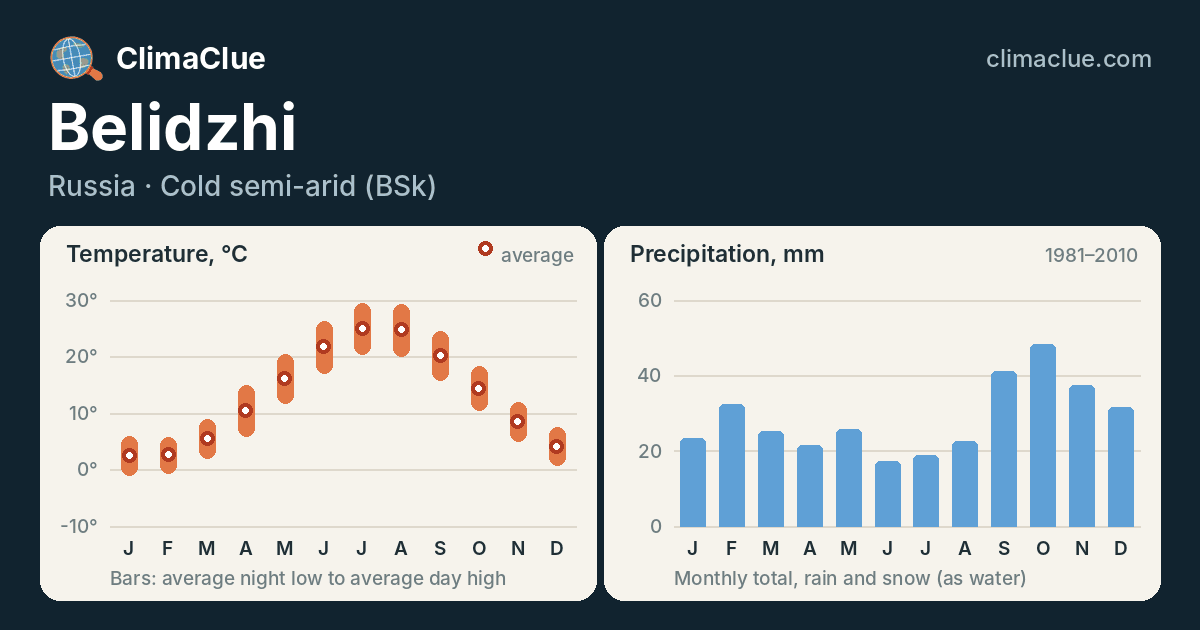 ClimaClue
climaclue.com
Belidzhi
Russia · Cold semi-arid (BSk)
Temperature, °C
average
30°
20°
10°
0°
-10°
J F M A M J J A S O N D
Bars: average night low to average day high
Precipitation, mm
1981–2010
60
40
20
0
J F M A M J J A S O N D
Monthly total, rain and snow (as water)